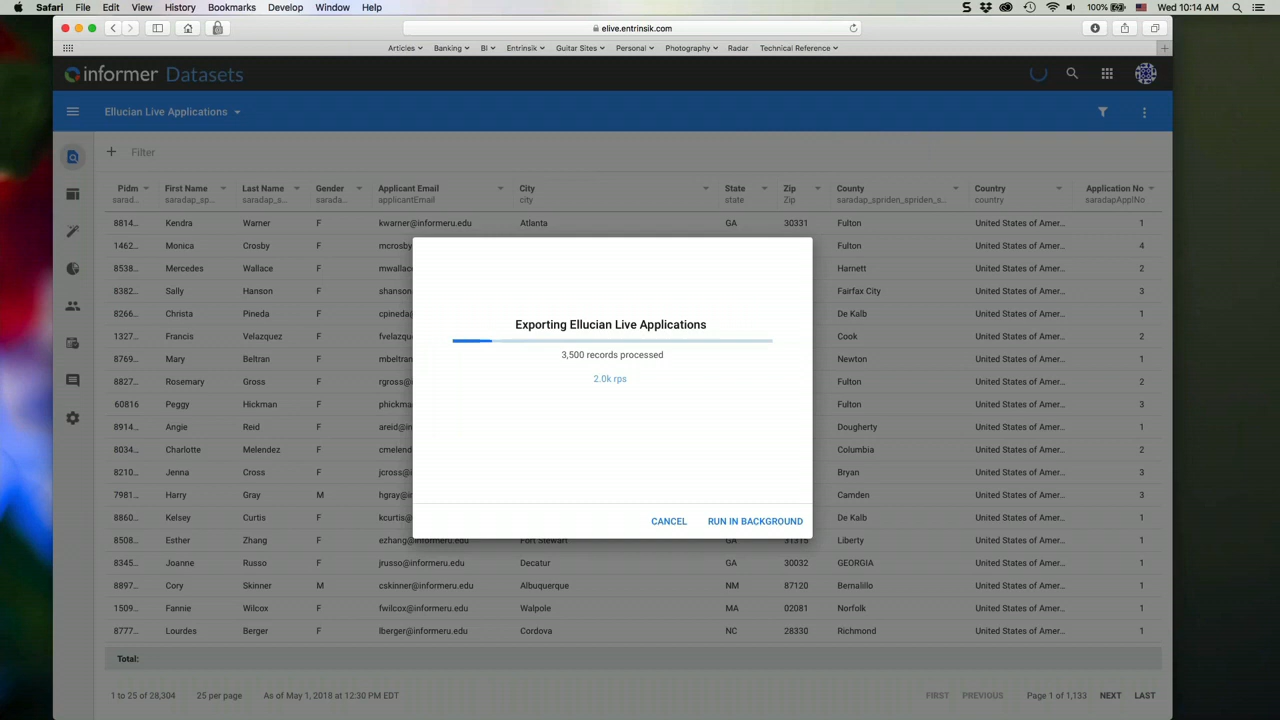 Safari File Edit View History Bookmarks Develop Window Help 100% Wed 10:14 AM
elive.entrinsik.com
Articles Banking BI Entrinsik Guitar Sites Personal Photography Radar Technical Reference
informer Datasets
Ellucian Live Applications
Filter
Pidm First Name Last Name Gender Applicant Email City State Zip County Country Application No
sarad... saradap_sp... saradap_s... sarada... applicantEmail city state Zip saradap_spriden_spriden_s... country saradapApplNo
8814... Kendra Warner F kwarner@informeru.edu Atlanta GA 30331 Fulton United States of Amer... 1
1462... Monica Crosby F mcrosby Fulton United States of Amer... 4
8538... Mercedes Wallace F mwallac Harnett United States of Amer... 2
8382... Sally Hanson F shanson Fairfax City United States of Amer... 3
8266... Christa Pineda F cpineda@ De Kalb United States of Amer... 3
1327... Francis Velazquez F fvelazqu Cook United States of Amer... 2
8769... Mary Beltran F mbeltran Newton United States of Amer... 1
8827... Rosemary Gross F rgross@i Fulton United States of Amer... 2
60816 Peggy Hickman F phickma Fulton United States of Amer... 3
8914... Angie Reid F areid@in Dougherty United States of Amer... 1
8034... Charlotte Melendez F cmelend Columbia United States of Amer... 2
8210... Jenna Cross F jcross@i Bryan United States of Amer... 3
7981... Harry Gray M hgray@i Camden United States of Amer... 3
8860... Kelsey Curtis F kcurtis@ De Kalb United States of Amer... 1
8508... Esther Zhang F ezhang@informeru.edu Fort Stewart GA 31315 Liberty United States of Amer... 1
8345... Joanne Russo F jrusso@informeru.edu Decatur GA 30032 GEORGIA United States of Amer... 1
8897... Cory Skinner M cskinner@informeru.edu Albuquerque NM 87120 Bernalillo United States of Amer... 1
1509... Fannie Wilcox F fwilcox@informeru.edu Walpole MA 02081 Norfolk United States of Amer... 1
8777... Lourdes Berger F lberger@informeru.edu Cordova NC 28330 Richmond United States of Amer... 1
Exporting Ellucian Live Applications
3,500 records processed
2.0k rps
CANCEL RUN IN BACKGROUND
Total:
1 to 25 of 28,304 25 per page As of May 1, 2018 at 12:30 PM EDT FIRST PREVIOUS Page 1 of 1,133 NEXT LAST